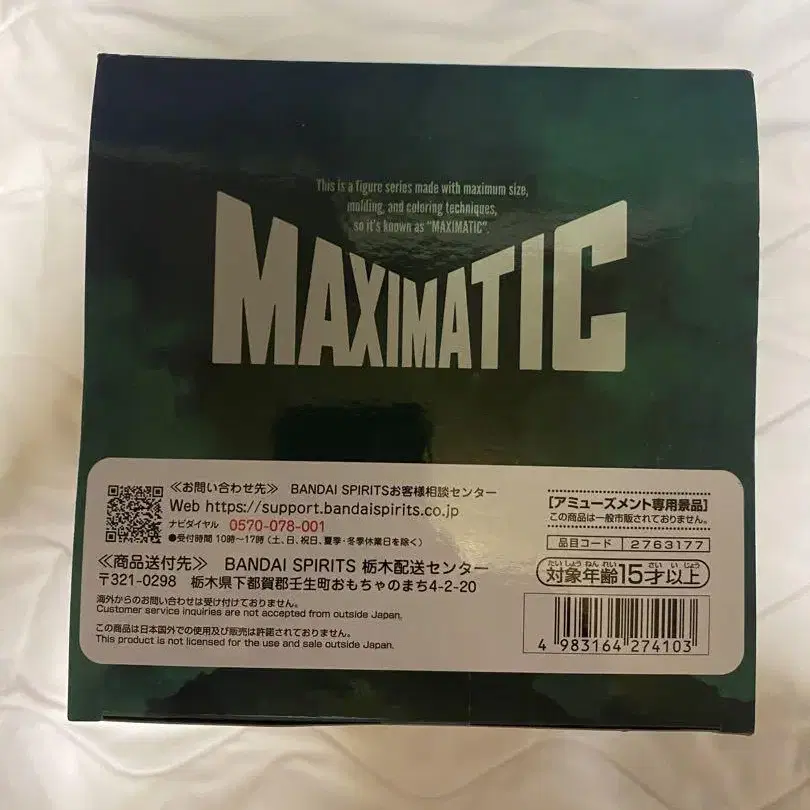 This is a figure series made with maximum size,
molding, and coloring techniques,
so it's known as "MAXIMATIC".
MAXIMATIC
≪お問い合わせ先≫ BANDAI SPIRITSお客様相談センター
Web https://support.bandaispirits.co.jp
ナビダイヤル 0570-078-001
●受付時間 10時〜17時（土、日、祝日、夏季・冬季休業日を除く）
≪商品送付先≫ BANDAI SPIRITS 栃木配送センター
〒321-0298 栃木県下都賀郡壬生町おもちゃのまち4-2-20
海外からのお問い合わせは受け付けておりません。
Customer service inquiries are not accepted from outside Japan.
この商品は日本国外での使用及び販売は許諾されておりません。
This product is not licensed for the use and sale outside Japan.
[アミューズメント専用景品]
この商品は一般市販されておりません。
品目コード 2763177
たいしょうねんれい さい いじょう
対象年齢15才以上
4 983164 274103